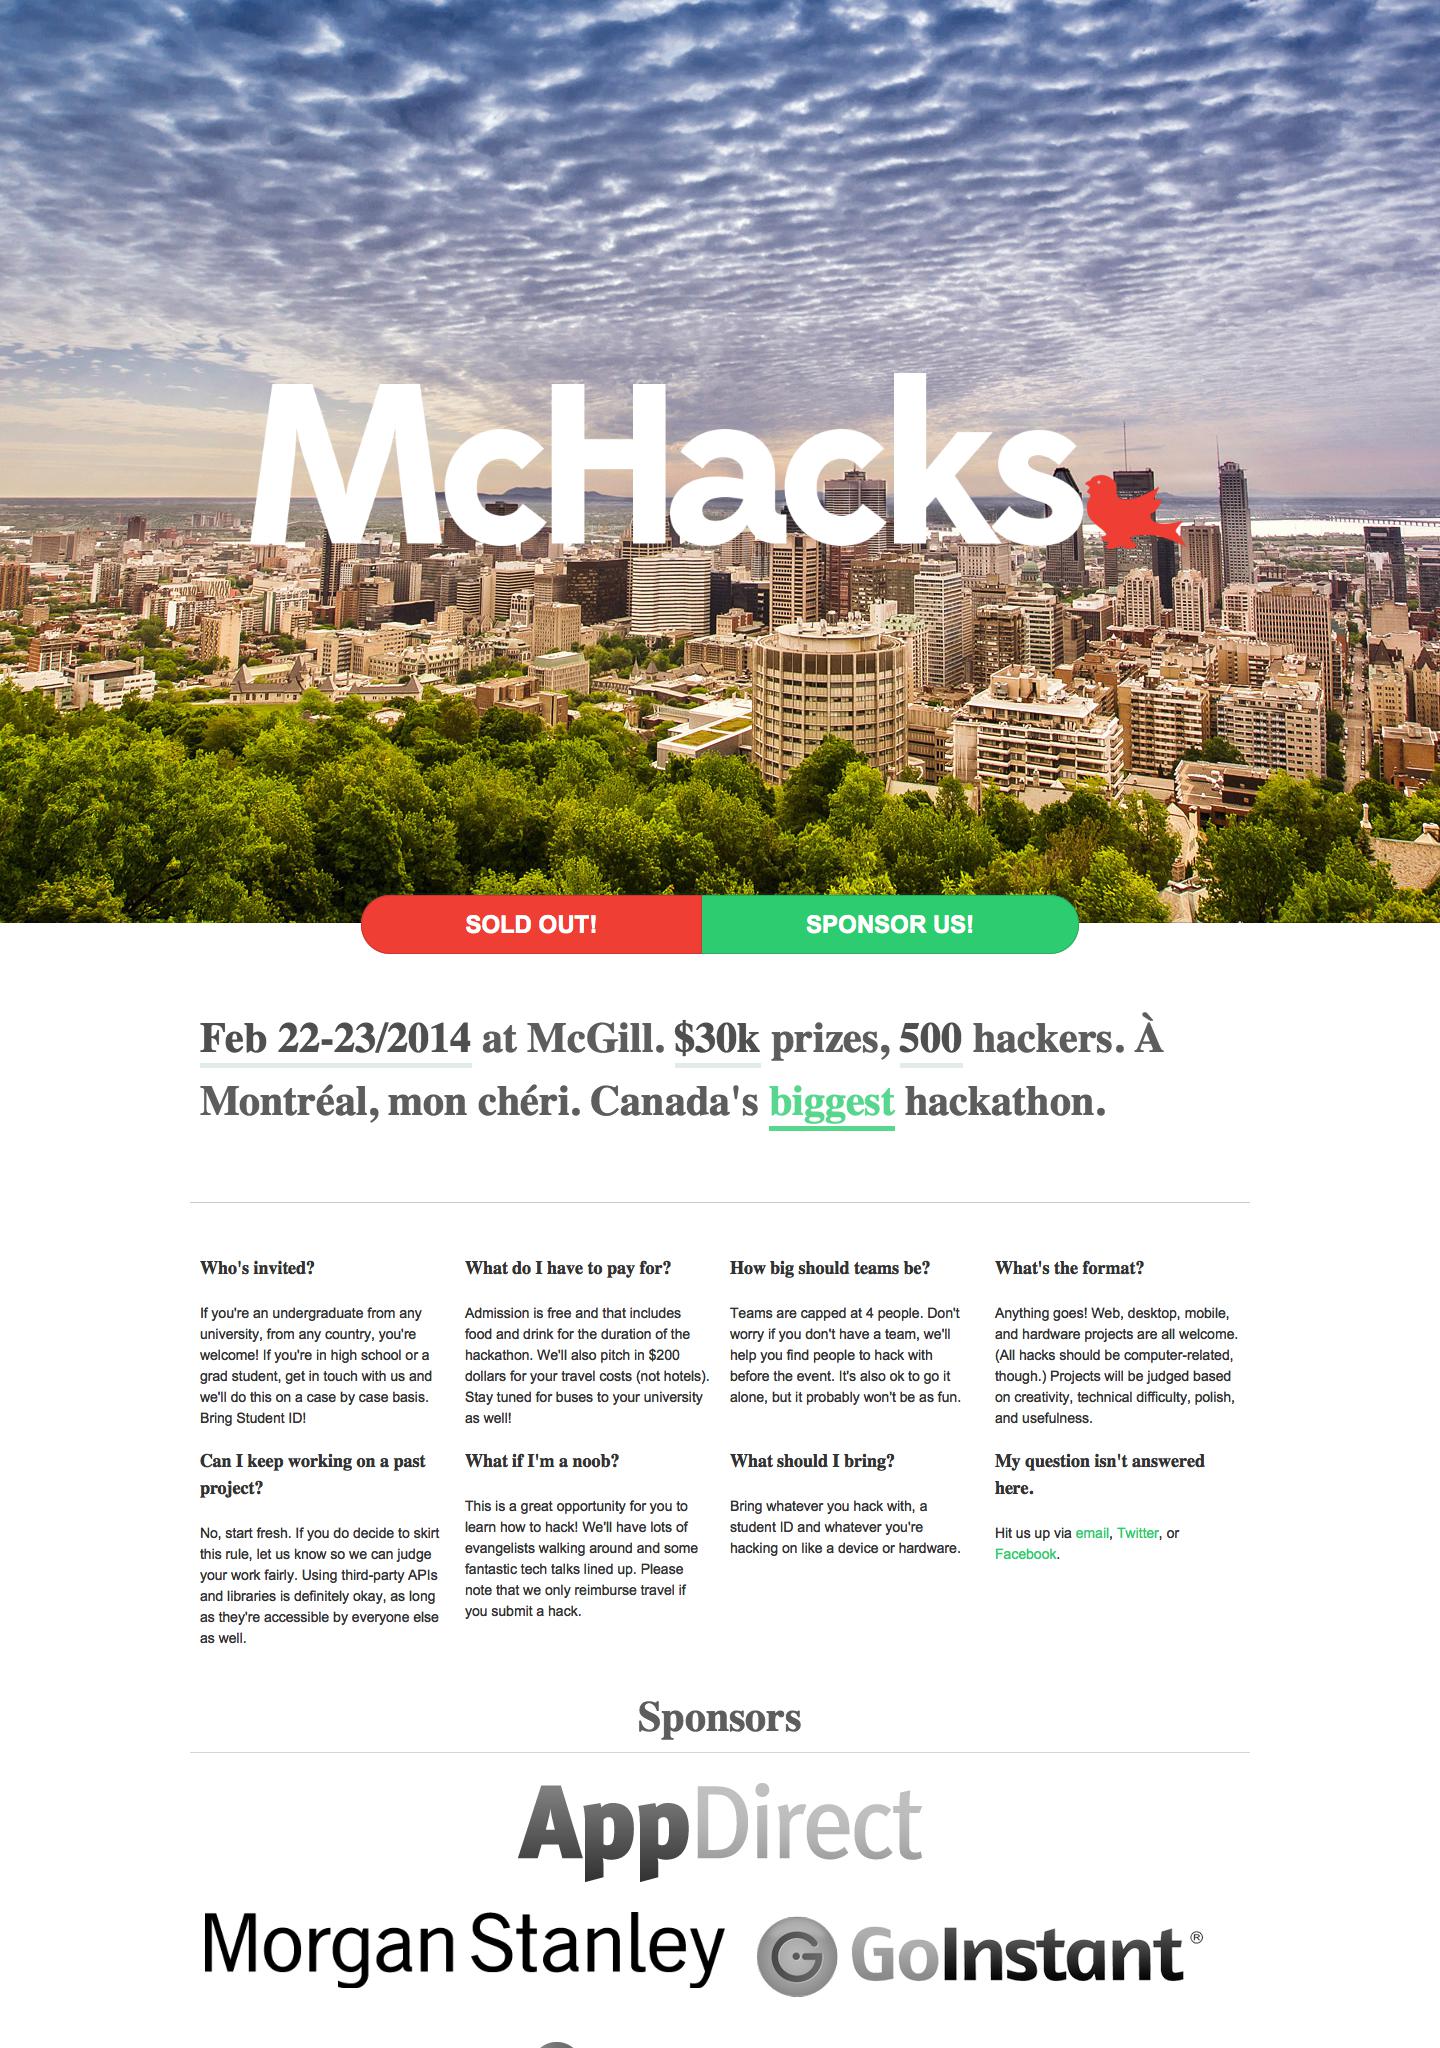 McHacks
SOLD OUT!
SPONSOR US!
Feb 22-23/2014 at McGill. $30k prizes, 500 hackers. À
Montréal, mon chéri. Canada's biggest hackathon.
Who's invited?
If you're an undergraduate from any
university, from any country, you're
welcome! If you're in high school or a
grad student, get in touch with us and
we'll do this on a case by case basis.
Bring Student ID!
What do I have to pay for?
Admission is free and that includes
food and drink for the duration of the
hackathon. We'll also pitch in $200
dollars for your travel costs (not hotels).
Stay tuned for buses to your university
as well!
How big should teams be?
Teams are capped at 4 people. Don't
worry if you don't have a team, we'll
help you find people to hack with
before the event. It's also ok to go it
alone, but it probably won't be as fun.
What's the format?
Anything goes! Web, desktop, mobile,
and hardware projects are all welcome.
(All hacks should be computer-related,
though.) Projects will be judged based
on creativity, technical difficulty, polish,
and usefulness.
Can I keep working on a past
project?
No, start fresh. If you do decide to skirt
this rule, let us know so we can judge
your work fairly. Using third-party APIs
and libraries is definitely okay, as long
as they're accessible by everyone else
as well.
What if I'm a noob?
This is a great opportunity for you to
learn how to hack! We'll have lots of
evangelists walking around and some
fantastic tech talks lined up. Please
note that we only reimburse travel if
you submit a hack.
What should I bring?
Bring whatever you hack with, a
student ID and whatever you're
hacking on like a device or hardware.
My question isn't answered
here.
Hit us up via email, Twitter, or
Facebook.
Sponsors
AppDirect
Morgan Stanley
G GoInstant ®